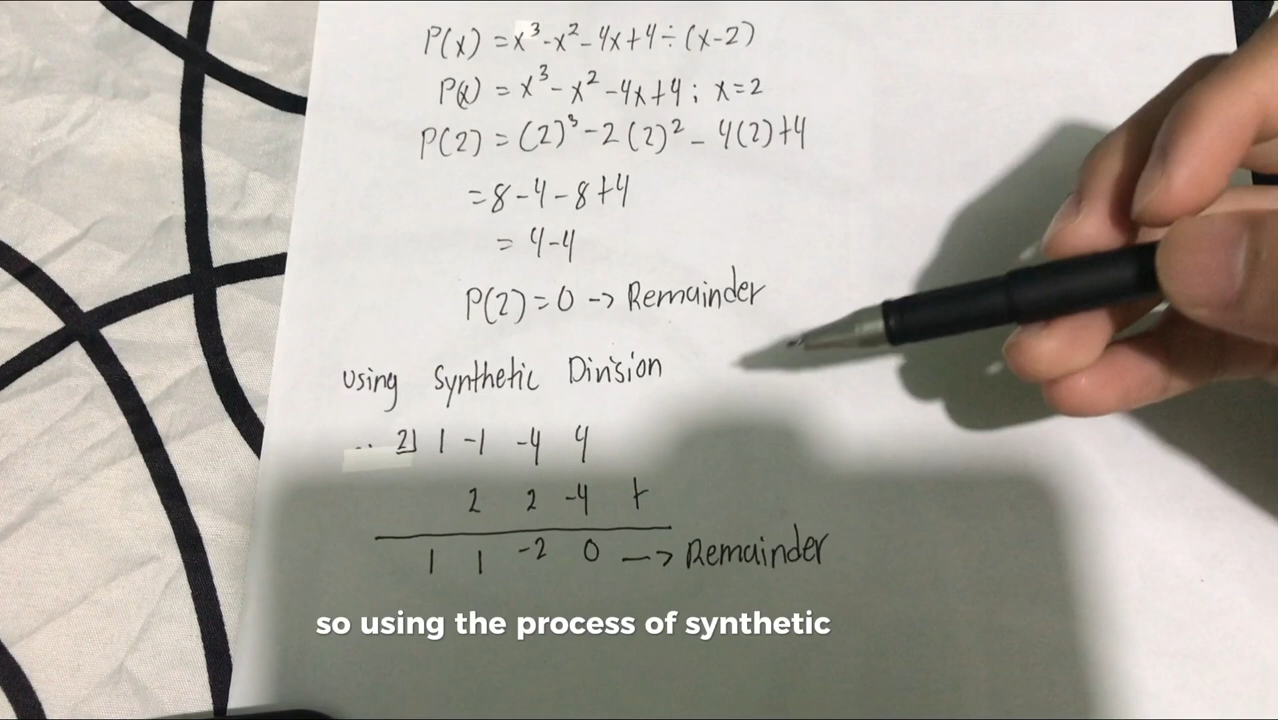 P(x) = x³-x²-4x+4÷(x-2)
P(x) = x³-x²-4x+4; x=2
P(2) = (2)³-2(2)²-4(2)+4
=8-4-8+4
= 4-4
P(2)=0 -> Remainder
Using Synthetic Division
2⌋ 1 -1 -4 4
2 2 -4 +
1 1 -2 0 —> Remainder
so using the process of synthetic